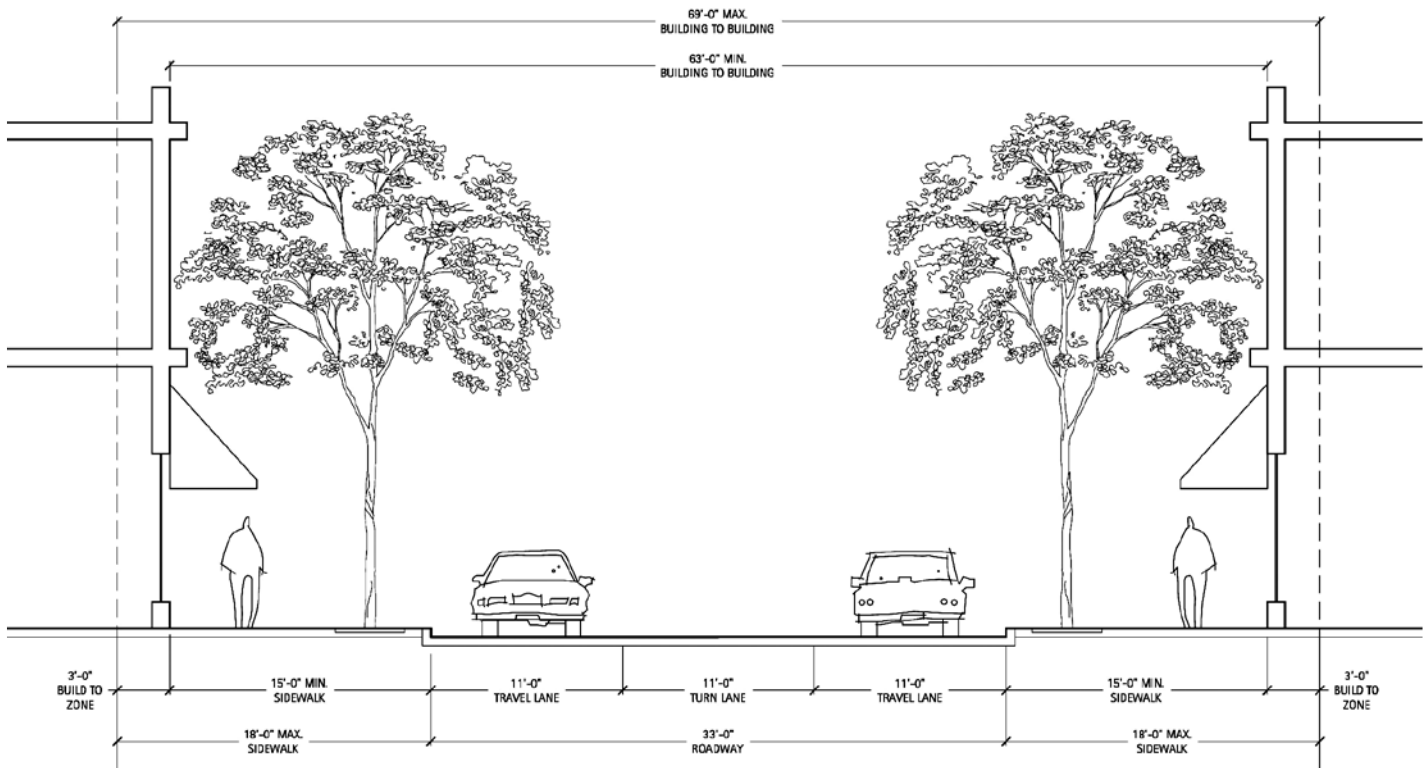 69'-0" MAX.
BUILDING TO BUILDING
63'-0" MIN.
BUILDING TO BUILDING
3'-0"
BUILD TO
ZONE
15'-0" MIN.
SIDEWALK
11'-0"
TRAVEL LANE
11'-0"
TURN LANE
11'-0"
TRAVEL LANE
15'-0" MIN.
SIDEWALK
3'-0"
BUILD TO
ZONE
18'-0" MAX.
SIDEWALK
33'-0"
ROADWAY
18'-0" MAX.
SIDEWALK